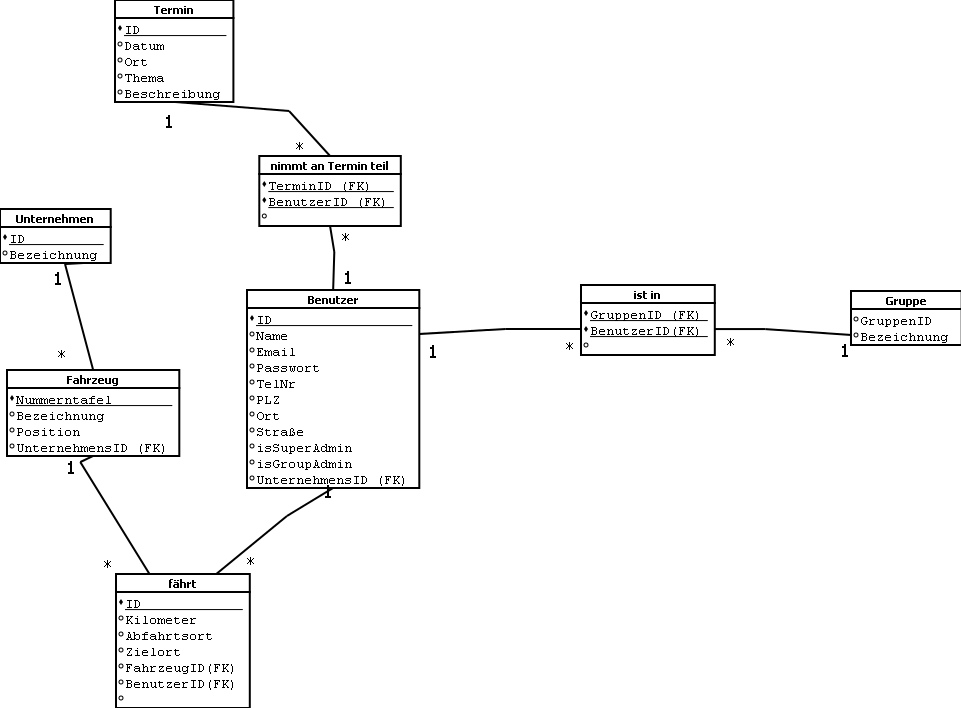 Termin
ID
Datum
Ort
Thema
Beschreibung
1
*
nimmt an Termin teil
TerminID (FK)
BenutzerID (FK)
*
1
Unternehmen
ID
Bezeichnung
1
*
Fahrzeug
Nummerntafel
Bezeichnung
Position
UnternehmensID (FK)
1
*
Benutzer
ID
Name
Email
Passwort
TelNr
PLZ
Ort
Straße
isSuperAdmin
isGroupAdmin
UnternehmensID (FK)
1
*
1
*
ist in
GruppenID (FK)
BenutzerID(FK)
*
1
Gruppe
GruppenID
Bezeichnung
fährt
ID
Kilometer
Abfahrtsort
Zielort
FahrzeugID(FK)
BenutzerID(FK)